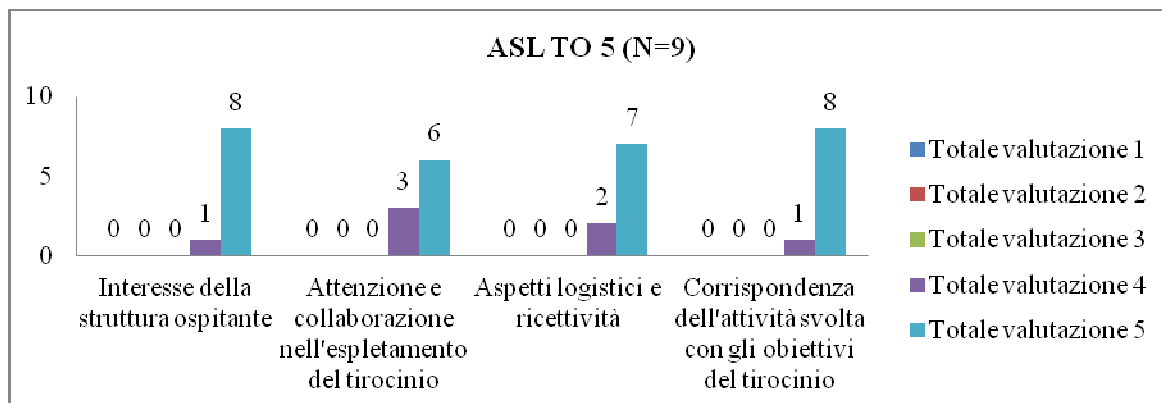 ASL TO 5 (N=9)
10
5
0
0 0 0 1 8
0 0 0 3 6
0 0 0 2 7
0 0 0 1 8
Interesse della
struttura ospitante
Attenzione e
collaborazione
nell'espletamento
del tirocinio
Aspetti logistici e
ricettività
Corrispondenza
dell'attività svolta
con gli obiettivi
del tirocinio
Totale valutazione 1
Totale valutazione 2
Totale valutazione 3
Totale valutazione 4
Totale valutazione 5